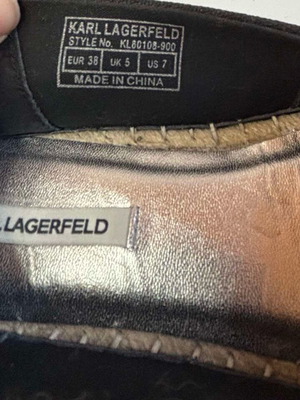 KARL LAGERFELD
STYLE No. KL80108-900
EUR 38 UK 5 US 7
MADE IN CHINA
LAGERFELD